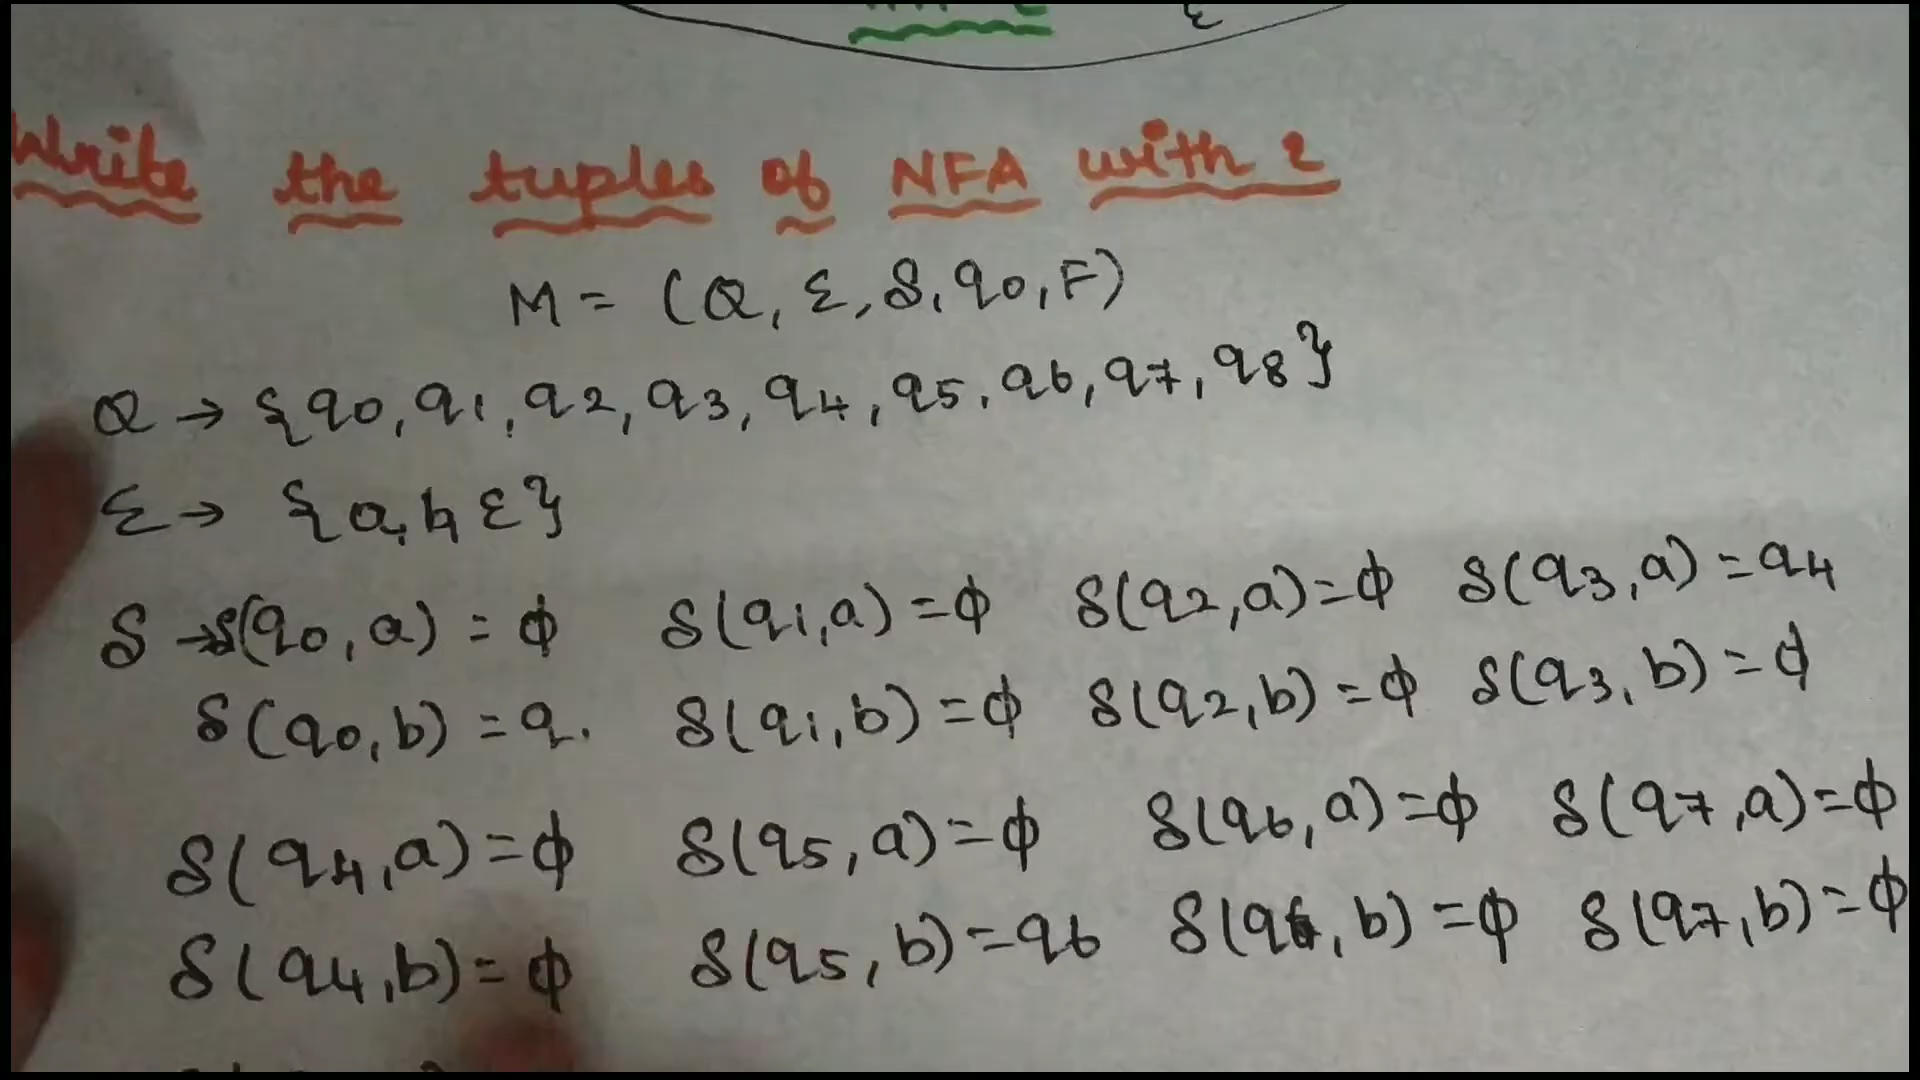 ε
Write the tuples of NFA with ε
M = (Q, Σ, δ, q0, F)
Q → {q0, q1, q2, q3, q4, q5, q6, q7, q8}
Σ → {a, b, ε}
δ → δ(q0, a) = ϕ δ(q1, a) = ϕ δ(q2, a) = ϕ δ(q3, a) = q4
δ(q0, b) = q1 δ(q1, b) = ϕ δ(q2, b) = ϕ δ(q3, b) = ϕ
δ(q4, a) = ϕ δ(q5, a) = ϕ δ(q6, a) = ϕ δ(q7, a) = ϕ
δ(q4, b) = ϕ δ(q5, b) = q6 δ(q6, b) = ϕ δ(q7, b) = ϕ